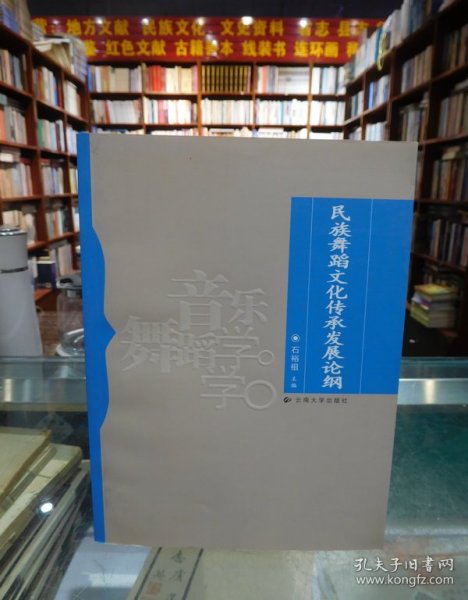 地方文献 民族文化 文史资料 省志 县志
红色文献 古籍善本 线装书 连环画
民族舞蹈文化传承发展论纲
石裕祖 主编
云南大学出版社
音乐
舞蹈学。
学
孔夫子旧书网
www.kongfz.com